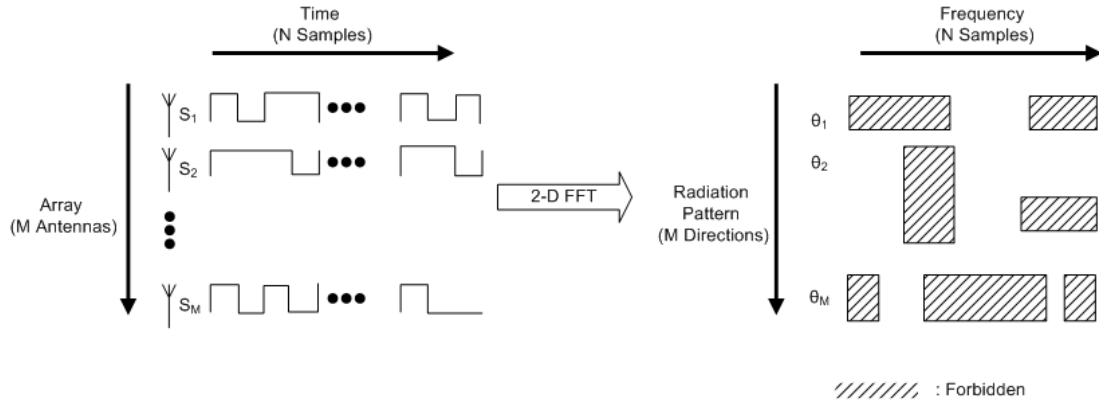 Time
(N Samples)
Frequency
(N Samples)
S1
θ1
S2
θ2
Array
(M Antennas)
2-D FFT
Radiation
Pattern
(M Directions)
SM
θM
: Forbidden